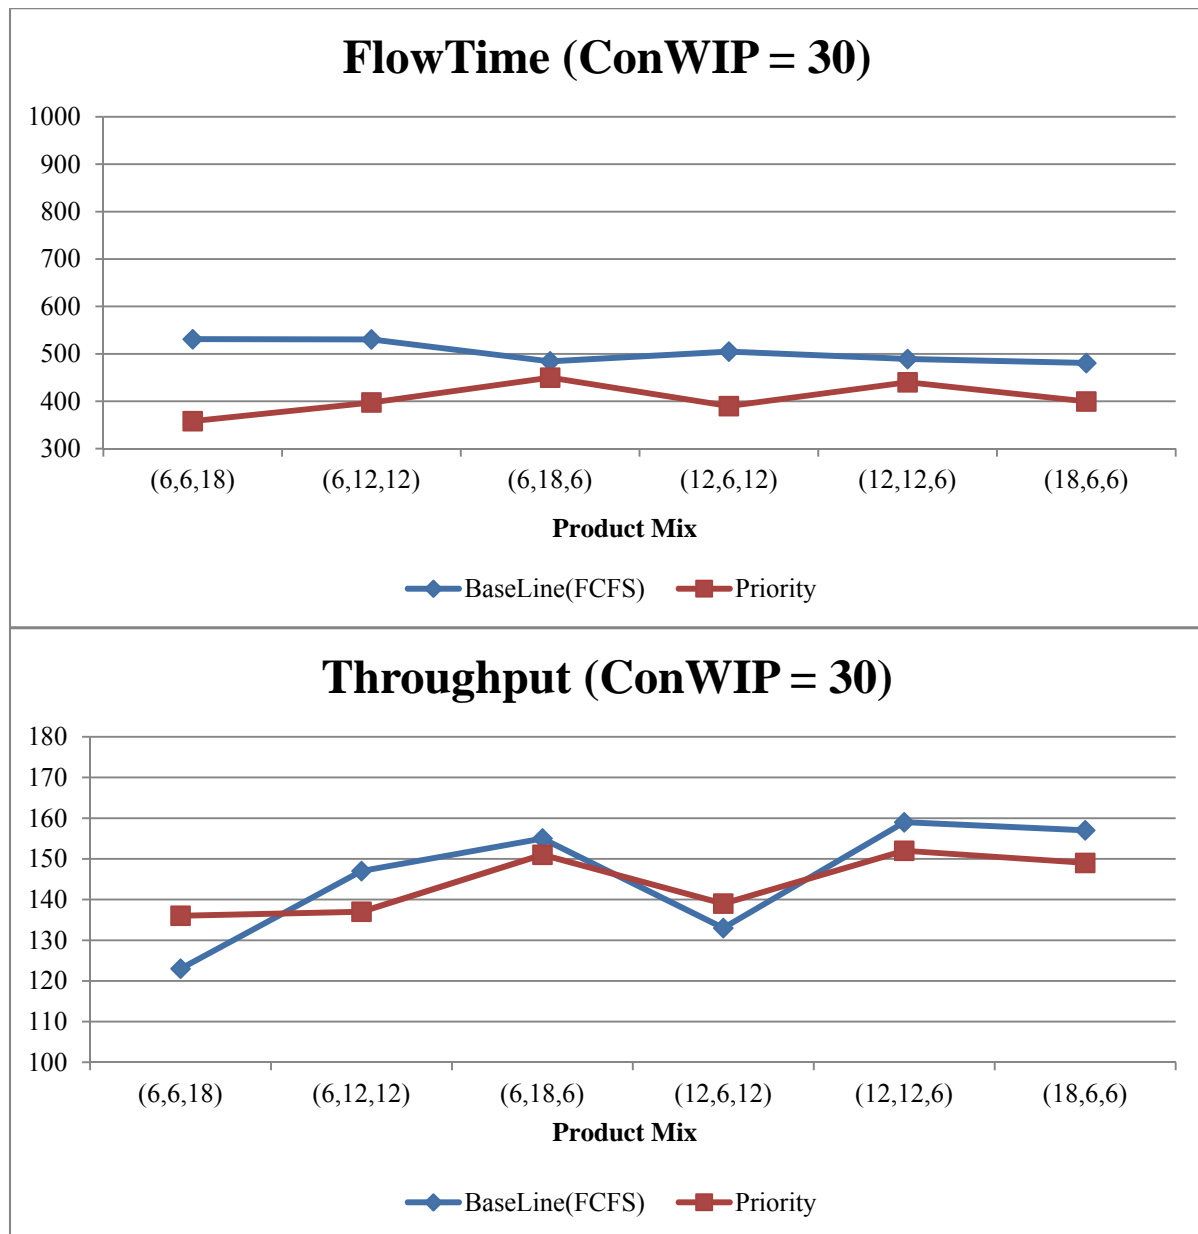 FlowTime (ConWIP = 30)
1000
900
800
700
600
500
400
300
(6,6,18) (6,12,12) (6,18,6) (12,6,12) (12,12,6) (18,6,6)
Product Mix
BaseLine(FCFS) Priority
Throughput (ConWIP = 30)
180
170
160
150
140
130
120
110
100
(6,6,18) (6,12,12) (6,18,6) (12,6,12) (12,12,6) (18,6,6)
Product Mix
BaseLine(FCFS) Priority